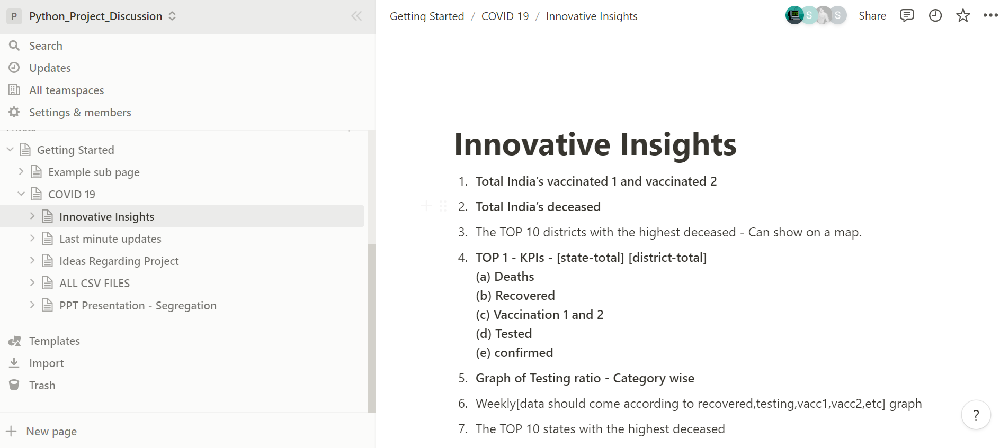 P Python_Project_Discussion
Search
Updates
All teamspaces
Settings & members
Private
Getting Started
Example sub page
COVID 19
Innovative Insights
Last minute updates
Ideas Regarding Project
ALL CSV FILES
PPT Presentation - Segregation
Templates
Import
Trash
New page
Getting Started / COVID 19 / Innovative Insights
S S Share
Innovative Insights
1. Total India’s vaccinated 1 and vaccinated 2
2. Total India’s deceased
3. The TOP 10 districts with the highest deceased - Can show on a map.
4. TOP 1 - KPIs - [state-total] [district-total]
(a) Deaths
(b) Recovered
(c) Vaccination 1 and 2
(d) Tested
(e) confirmed
5. Graph of Testing ratio - Category wise
6. Weekly[data should come according to recovered,testing,vacc1,vacc2,etc] graph
7. The TOP 10 states with the highest deceased
?